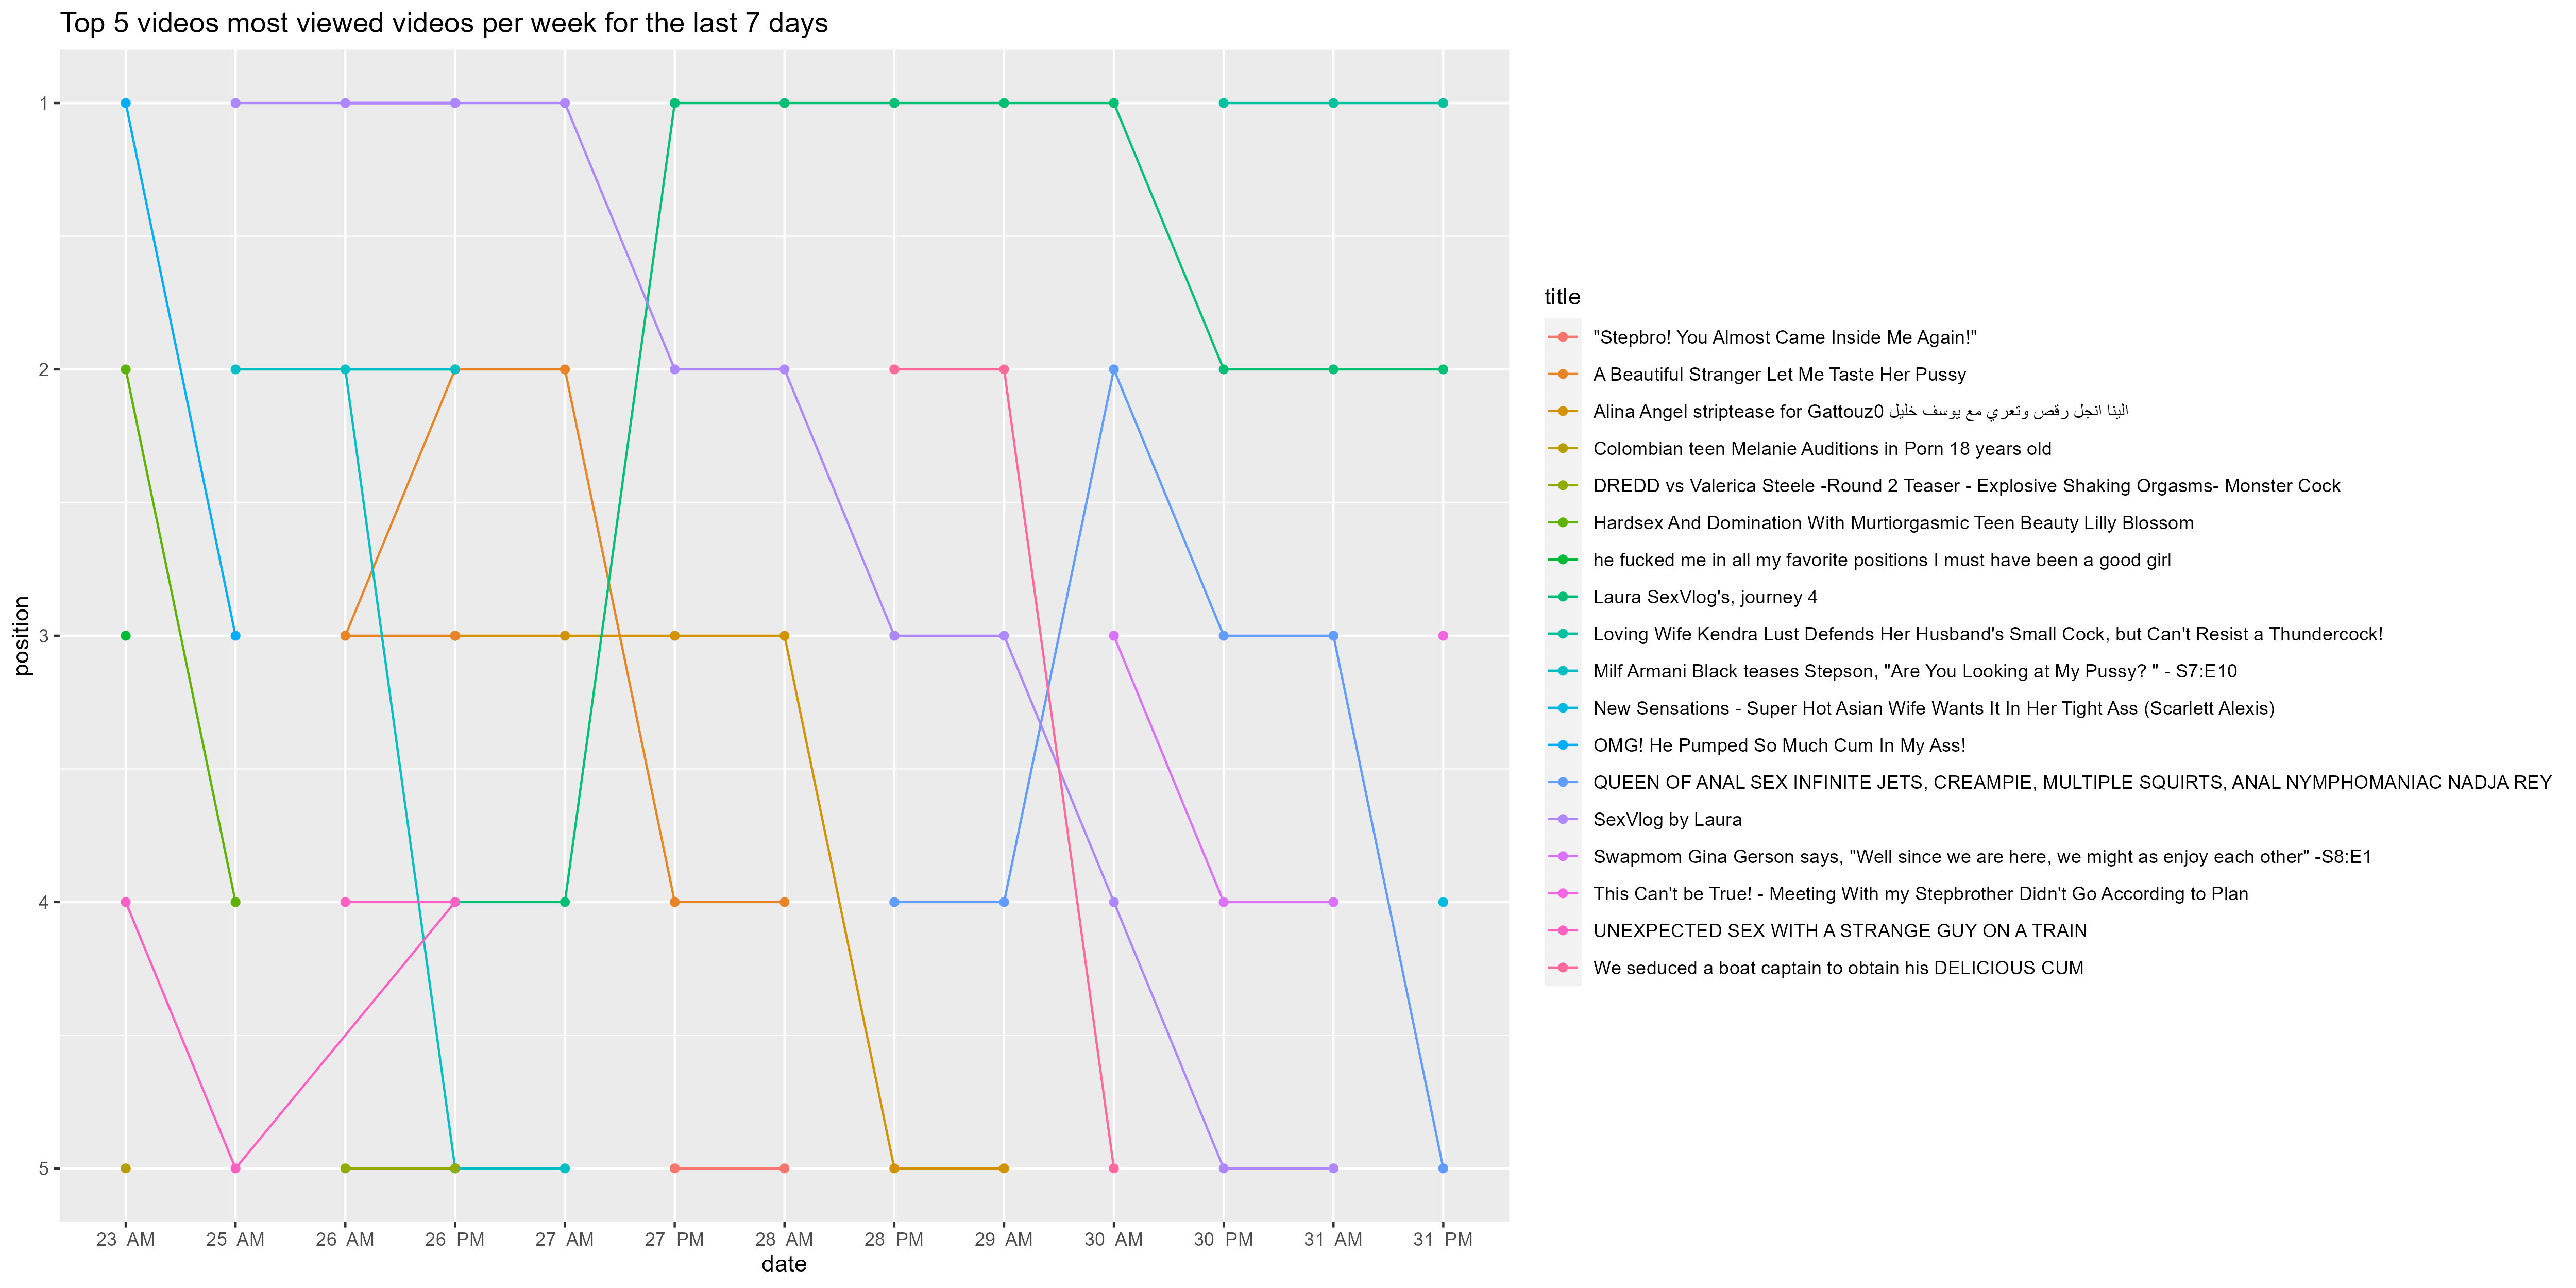 Top 5 videos most viewed videos per week for the last 7 days
1
2
3
4
5
position
23 AM
25 AM
26 AM
26 PM
27 AM
27 PM
28 AM
28 PM
29 AM
30 AM
30 PM
31 AM
31 PM
date
title
"Stepbro! You Almost Came Inside Me Again!"
A Beautiful Stranger Let Me Taste Her Pussy
Alina Angel striptease for Gattouz0 الينا انجل رقص وتعري مع يوسف خليل
Colombian teen Melanie Auditions in Porn 18 years old
DREDD vs Valerica Steele -Round 2 Teaser - Explosive Shaking Orgasms- Monster Cock
Hardsex And Domination With Murtiorgasmic Teen Beauty Lilly Blossom
he fucked me in all my favorite positions I must have been a good girl
Laura SexVlog's, journey 4
Loving Wife Kendra Lust Defends Her Husband's Small Cock, but Can't Resist a Thundercock!
Milf Armani Black teases Stepson, "Are You Looking at My Pussy? " - S7:E10
New Sensations - Super Hot Asian Wife Wants It In Her Tight Ass (Scarlett Alexis)
OMG! He Pumped So Much Cum In My Ass!
QUEEN OF ANAL SEX INFINITE JETS, CREAMPIE, MULTIPLE SQUIRTS, ANAL NYMPHOMANIAC NADJA REY
SexVlog by Laura
Swapmom Gina Gerson says, "Well since we are here, we might as enjoy each other" -S8:E1
This Can't be True! - Meeting With my Stepbrother Didn't Go According to Plan
UNEXPECTED SEX WITH A STRANGE GUY ON A TRAIN
We seduced a boat captain to obtain his DELICIOUS CUM